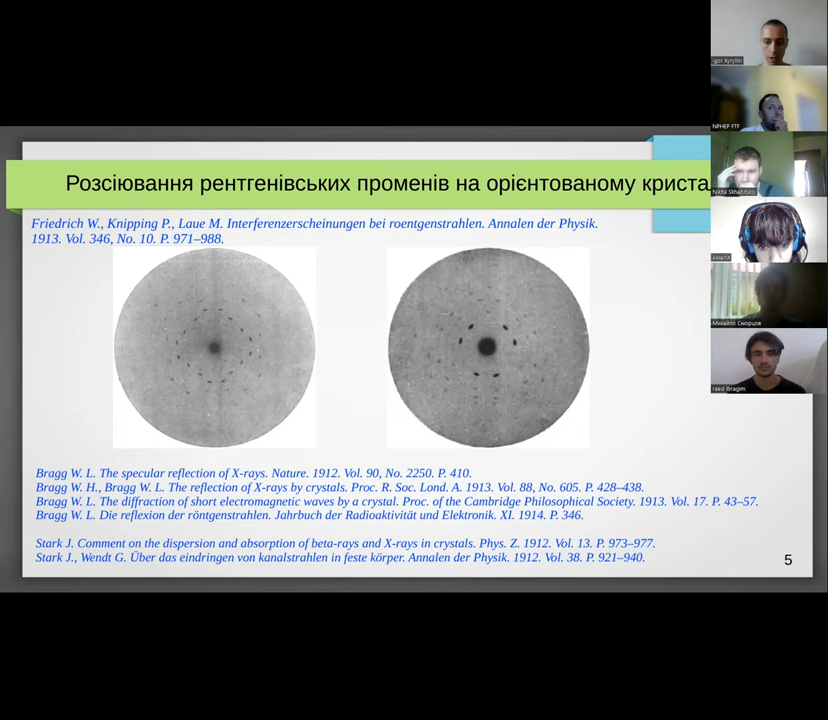 Розсіювання рентгенівських променів на орієнтованому криста
Friedrich W., Knipping P., Laue M. Interferenzerscheinungen bei roentgenstrahlen. Annalen der Physik.
1913. Vol. 346, No. 10. P. 971–988.
Bragg W. L. The specular reflection of X-rays. Nature. 1912. Vol. 90, No. 2250. P. 410.
Bragg W. H., Bragg W. L. The reflection of X-rays by crystals. Proc. R. Soc. Lond. A. 1913. Vol. 88, No. 605. P. 428–438.
Bragg W. L. The diffraction of short electromagnetic waves by a crystal. Proc. of the Cambridge Philosophical Society. 1913. Vol. 17. P. 43–57.
Bragg W. L. Die reflexion der röntgenstrahlen. Jahrbuch der Radioaktivität und Elektronik. XI. 1914. P. 346.
Stark J. Comment on the dispersion and absorption of beta-rays and X-rays in crystals. Phys. Z. 1912. Vol. 13. P. 973–977.
Stark J., Wendt G. Über das eindringen von kanalstrahlen in feste körper. Annalen der Physik. 1912. Vol. 38. P. 921–940.
5
Igor Kyryllin
NPHEP FTF
Nikita Skhabitskiy
Амалія
Михайло Сморцов
raed ibragim